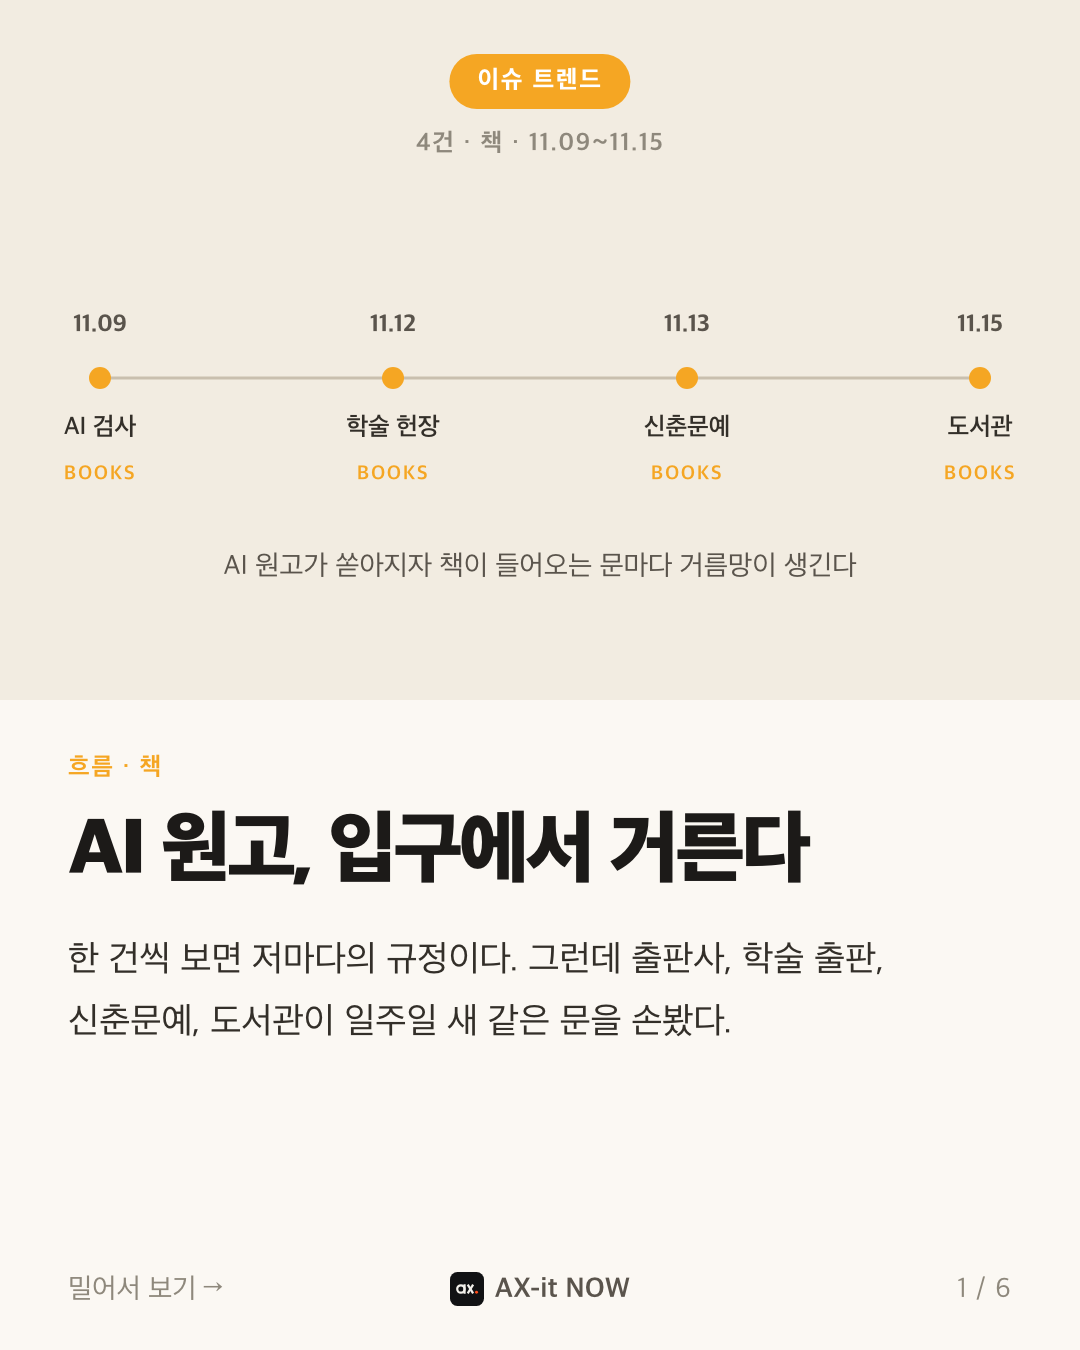 이슈 트렌드
4건 · 책 · 11.09~11.15
11.09 11.12 11.13 11.15
AI 검사 학술 헌장 신춘문예 도서관
BOOKS BOOKS BOOKS BOOKS
AI 원고가 쏟아지자 책이 들어오는 문마다 거름망이 생긴다
흐름 · 책
AI 원고, 입구에서 거른다
한 건씩 보면 저마다의 규정이다. 그런데 출판사, 학술 출판,
신춘문예, 도서관이 일주일 새 같은 문을 손봤다.
밀어서 보기 → ax. AX-it NOW 1 / 6